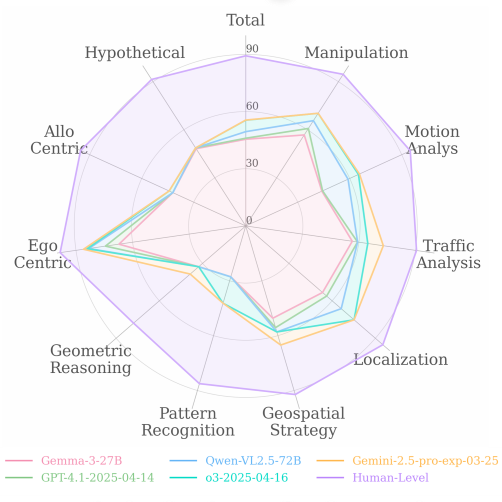 Total
90
Hypothetical
Manipulation
60
Allo
Centric
Motion
Analys
30
0
Ego
Centric
Traffic
Analysis
Geometric
Reasoning
Localization
Pattern
Recognition
Geospatial
Strategy
Gemma-3-27B
Qwen-VL2.5-72B
Gemini-2.5-pro-exp-03-25
GPT-4.1-2025-04-14
o3-2025-04-16
Human-Level